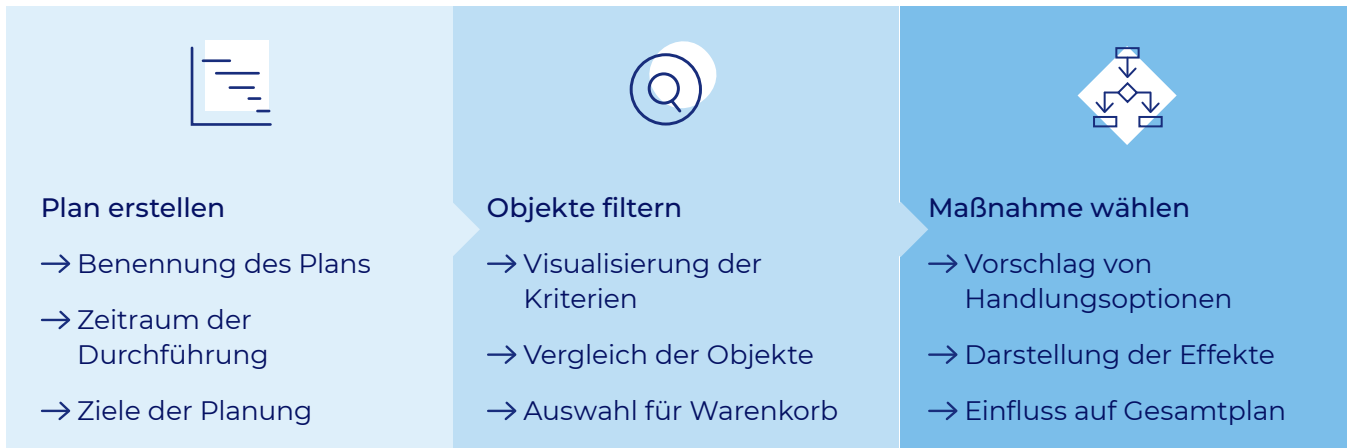 Plan erstellen
Benennung des Plans
Zeitraum der
Durchführung
Ziele der Planung
Objekte filtern
Visualisierung der
Kriterien
Vergleich der Objekte
Auswahl für Warenkorb
Maßnahme wählen
Vorschlag von
Handlungsoptionen
Darstellung der Effekte
Einfluss auf Gesamtplan